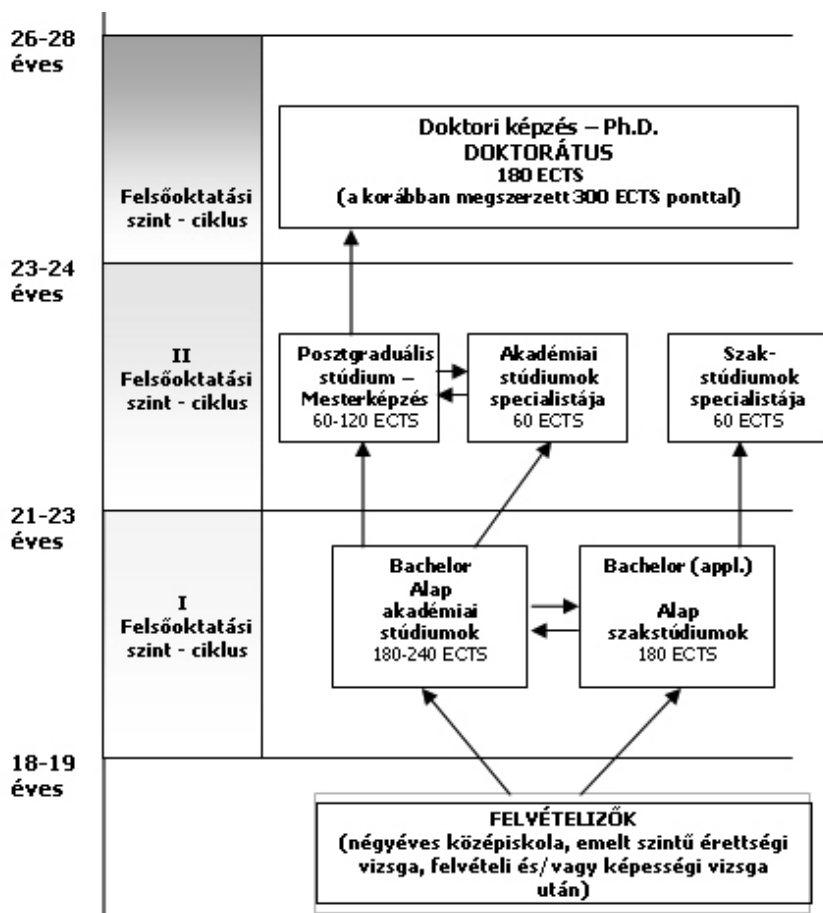 26-28
éves
Doktori képzés – Ph.D.
DOKTORÁTUS
180 ECTS
(a korábban megszerzett 300 ECTS ponttal)
Felsőoktatási
szint - ciklus
23-24
éves
II
Felsőoktatási
szint - ciklus
Posztgraduális
stúdium –
Mesterképzés
60-120 ECTS
Akadémiai
stúdiumok
specialistája
60 ECTS
Szak-
stúdiumok
specialistája
60 ECTS
21-23
éves
I
Felsőoktatási
szint - ciklus
Bachelor
Alap
akadémiai
stúdiumok
180-240 ECTS
Bachelor (appl.)
Alap
szakstúdiumok
180 ECTS
18-19
éves
FELVÉTELIZŐK
(négyéves középiskola, emelt szintű érettségi
vizsga, felvételi és/vagy képességi vizsga
után)